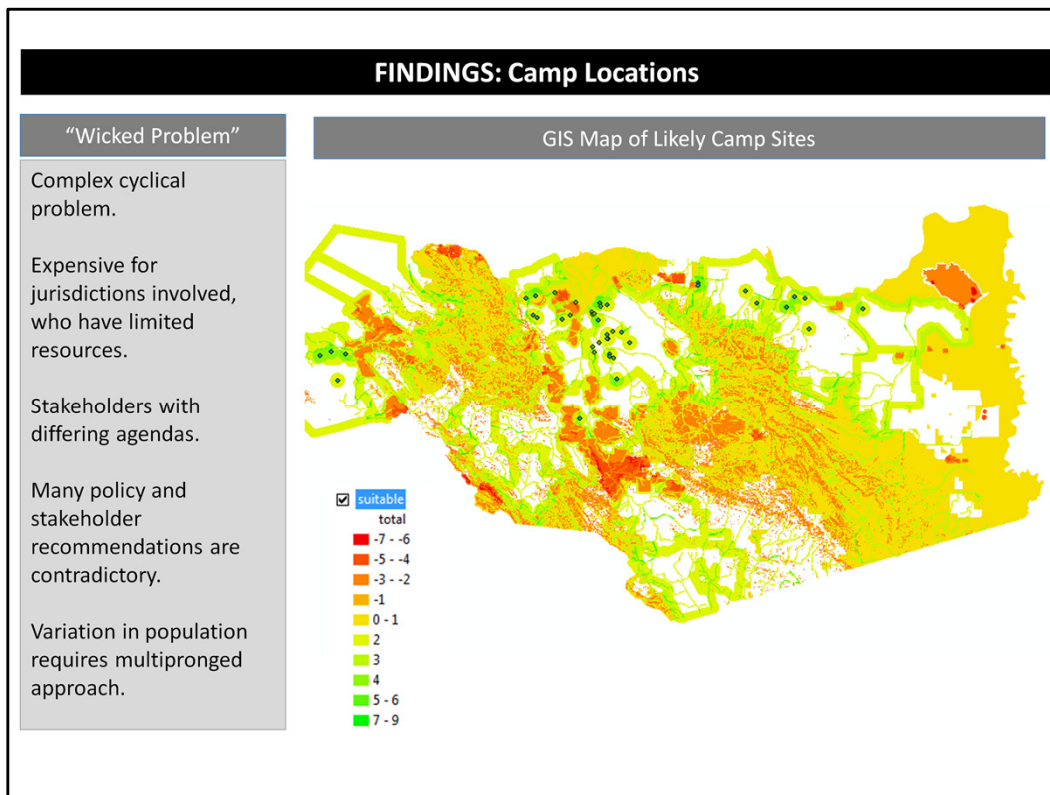 FINDINGS: Camp Locations
“Wicked Problem”
Complex cyclical
problem.
Expensive for
jurisdictions involved,
who have limited
resources.
Stakeholders with
differing agendas.
Many policy and
stakeholder
recommendations are
contradictory.
Variation in population
requires multipronged
approach.
GIS Map of Likely Camp Sites
suitable
total
-7 - -6
-5 - -4
-3 - -2
-1
0 - 1
2
3
4
5 - 6
7 - 9